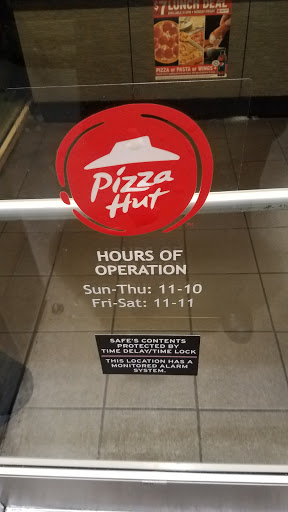 $7 LUNCH DEAL
PIZZA or PASTA or WINGS
Pizza
Hut
HOURS OF
OPERATION
Sun-Thu: 11-10
Fri-Sat: 11-11
SAFE'S CONTENTS
PROTECTED BY
TIME DELAY/TIME LOCK
THIS LOCATION HAS A
MONITORED ALARM
SYSTEM.